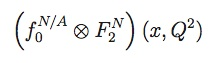 $\left( f_0^{N/A} \otimes F_2^N \right) (x, Q^2)$